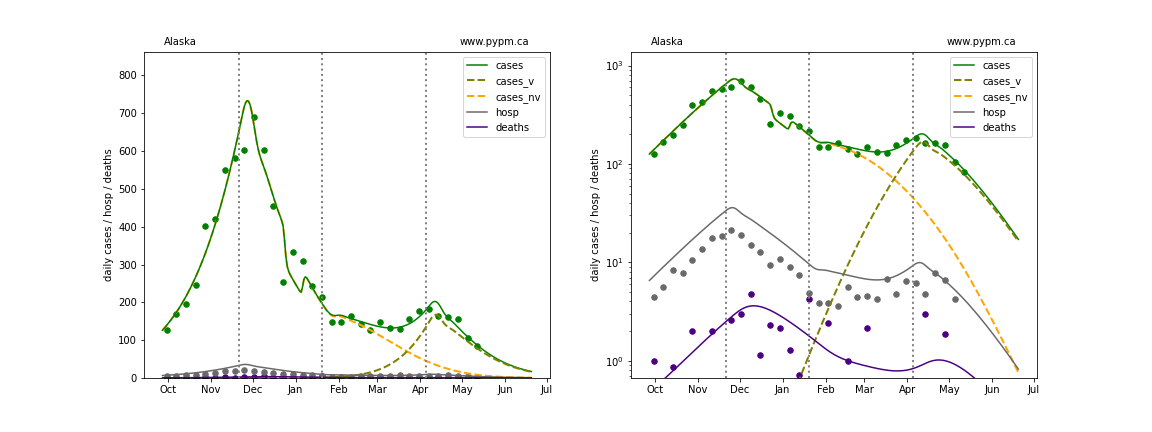 Alaska
www.pypm.ca
daily cases / hosp / deaths
800
700
600
500
400
300
200
100
0
Oct
Nov
Dec
Jan
Feb
Mar
Apr
May
Jun
Jul
cases
cases_v
cases_nv
hosp
deaths
Alaska
www.pypm.ca
daily cases / hosp / deaths
10³
10²
10¹
10⁰
Oct
Nov
Dec
Jan
Feb
Mar
Apr
May
Jun
Jul
cases
cases_v
cases_nv
hosp
deaths